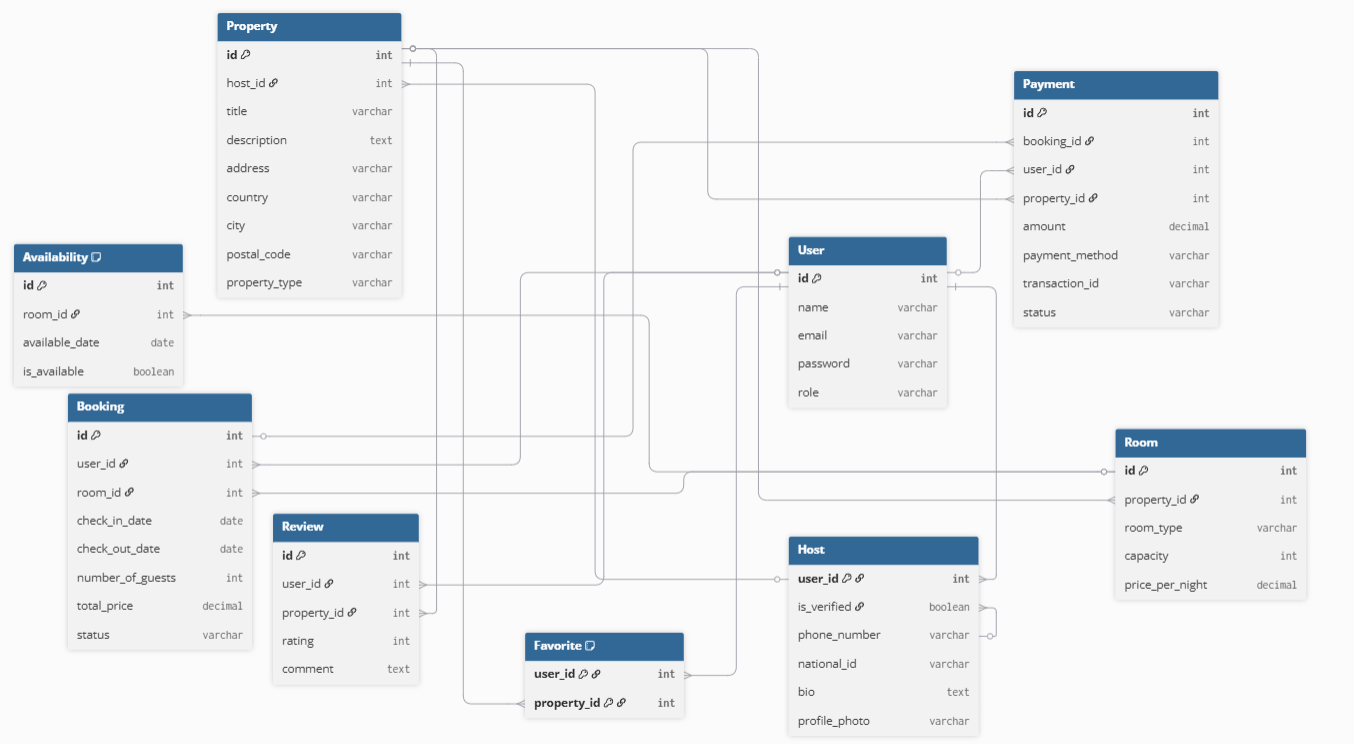 Property
id int
host_id int
title varchar
description text
address varchar
country varchar
city varchar
postal_code varchar
property_type varchar
Payment
id int
booking_id int
user_id int
property_id int
amount decimal
payment_method varchar
transaction_id varchar
status varchar
Availability
id int
room_id int
available_date date
is_available boolean
User
id int
name varchar
email varchar
password varchar
role varchar
Booking
id int
user_id int
room_id int
check_in_date date
check_out_date date
number_of_guests int
total_price decimal
status varchar
Room
id int
property_id int
room_type varchar
capacity int
price_per_night decimal
Review
id int
user_id int
property_id int
rating int
comment text
Host
user_id int
is_verified boolean
phone_number varchar
national_id varchar
bio text
profile_photo varchar
Favorite
user_id int
property_id int